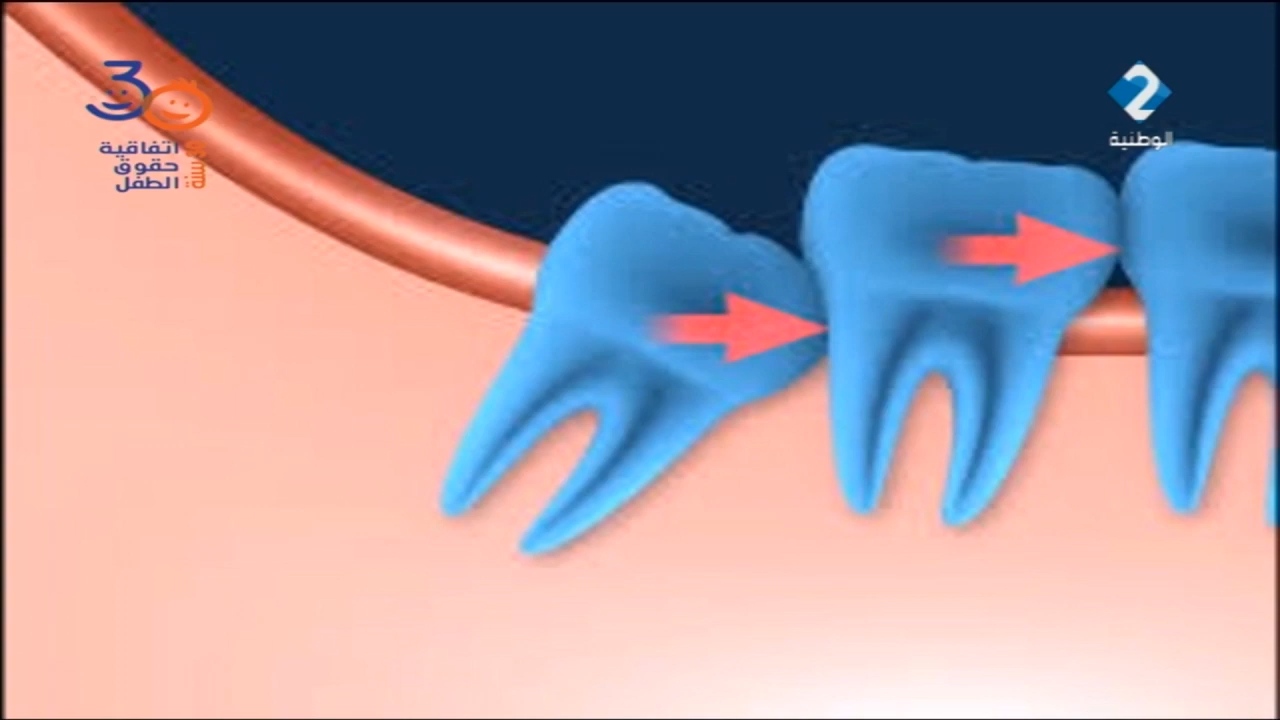 30
سنة
اتفاقية
حقوق
الطفل
2
الوطنية